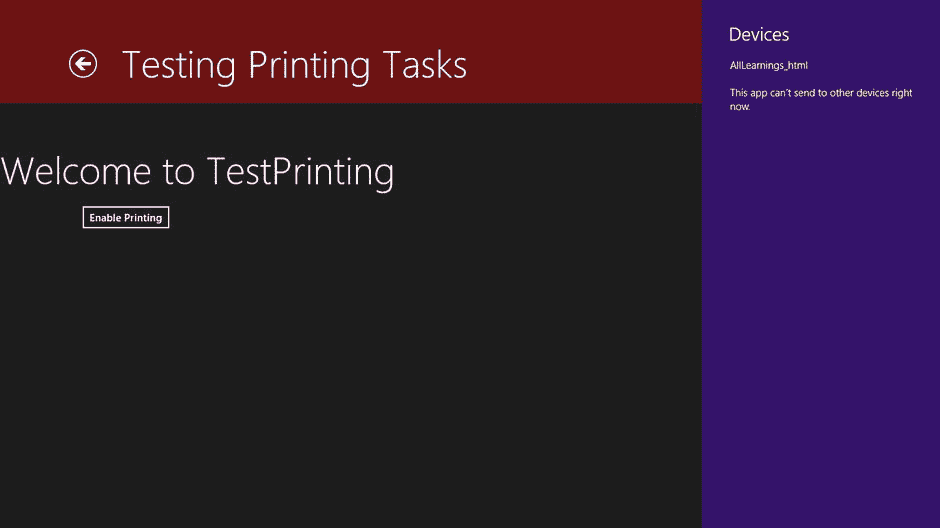 Testing Printing Tasks
Welcome to TestPrinting
Enable Printing
Devices
AllLearnings_html
This app can't send to other devices right
now.